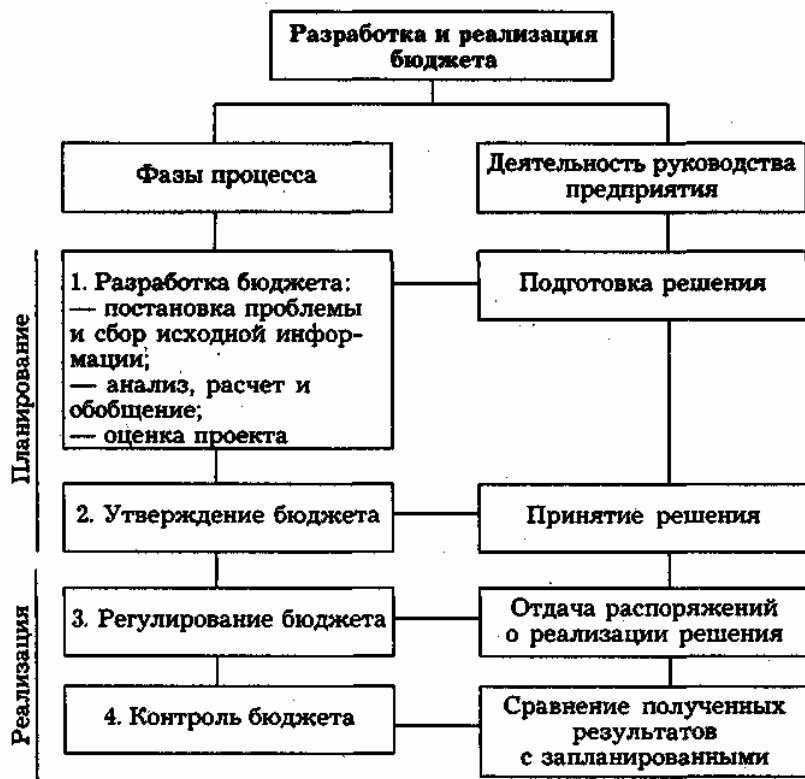 Разработка и реализация
бюджета
Фазы процесса
Деятельность руководства
предприятия
Планирование
1. Разработка бюджета:
— постановка проблемы
и сбор исходной инфор-
мации;
— анализ, расчет и
обобщение;
— оценка проекта
Подготовка решения
2. Утверждение бюджета
Принятие решения
Реализация
3. Регулирование бюджета
Отдача распоряжений
о реализации решения
4. Контроль бюджета
Сравнение полученных
результатов
с запланированными